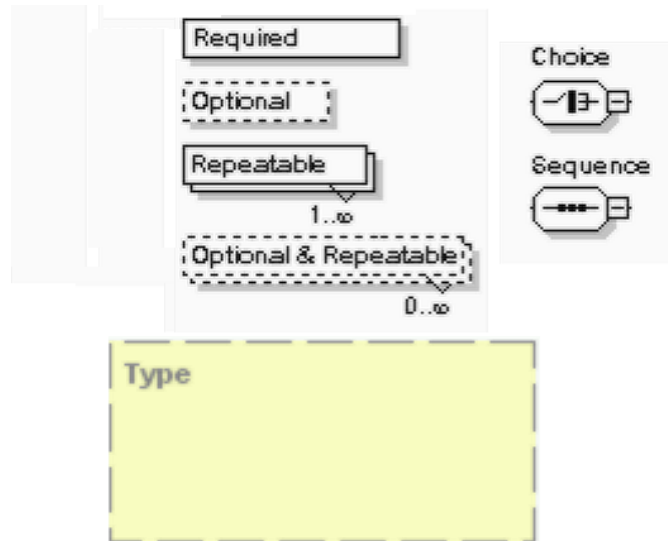 Required
Optional
Repeatable
1..∞
Optional & Repeatable
0..∞
Choice
Sequence
Type